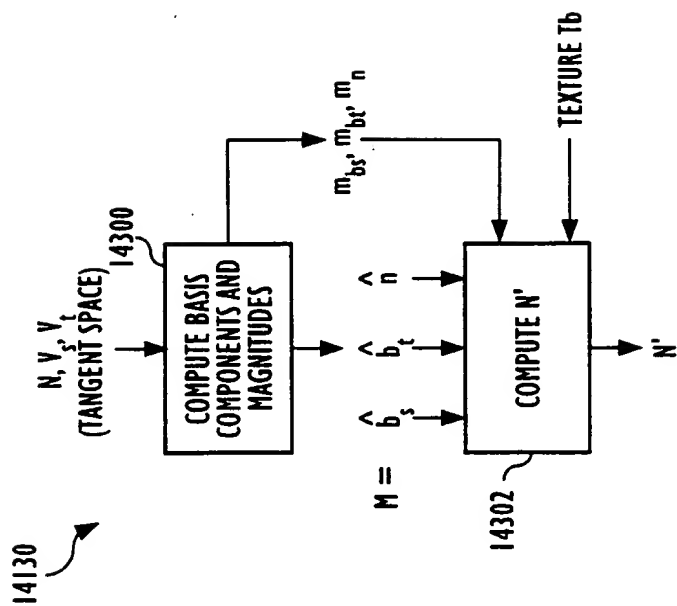 14130
N, V_s, V_t
(TANGENT SPACE)
14300
COMPUTE BASIS
COMPONENTS AND
MAGNITUDES
m_bs, m_bt, m_n
M = b̂_s b̂_t n̂
COMPUTE N'
14302
TEXTURE Tb
N'